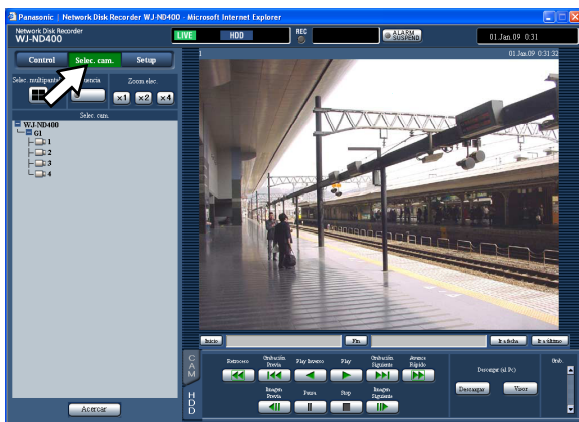 Panasonic | Network Disk Recorder WJ-ND400 - Microsoft Internet Explorer
Network Disk Recorder
WJ-ND400
LIVE
HDD
REC
ALARM
SUSPEND
01.Jan.09 0:31
Control
Selec. cam.
Setup
1
01.Jan.09 0:31:32
Selec. multipantalla
Zoom elec.
x1
x2
x4
Selec. cam.
WJ-ND400
G1
1
2
3
4
Acercar
Inicio
Fin
Ir a fecha
Ir a último
CAM
HDD
Retroceso
Grabación
Previa
Play Inverso
Play
Grabación
Siguiente
Avance
Rápido
Imagen
Previa
Pausa
Stop
Imagen
Siguiente
Descargar (al Pc)
Descargar
Visor
Grab.